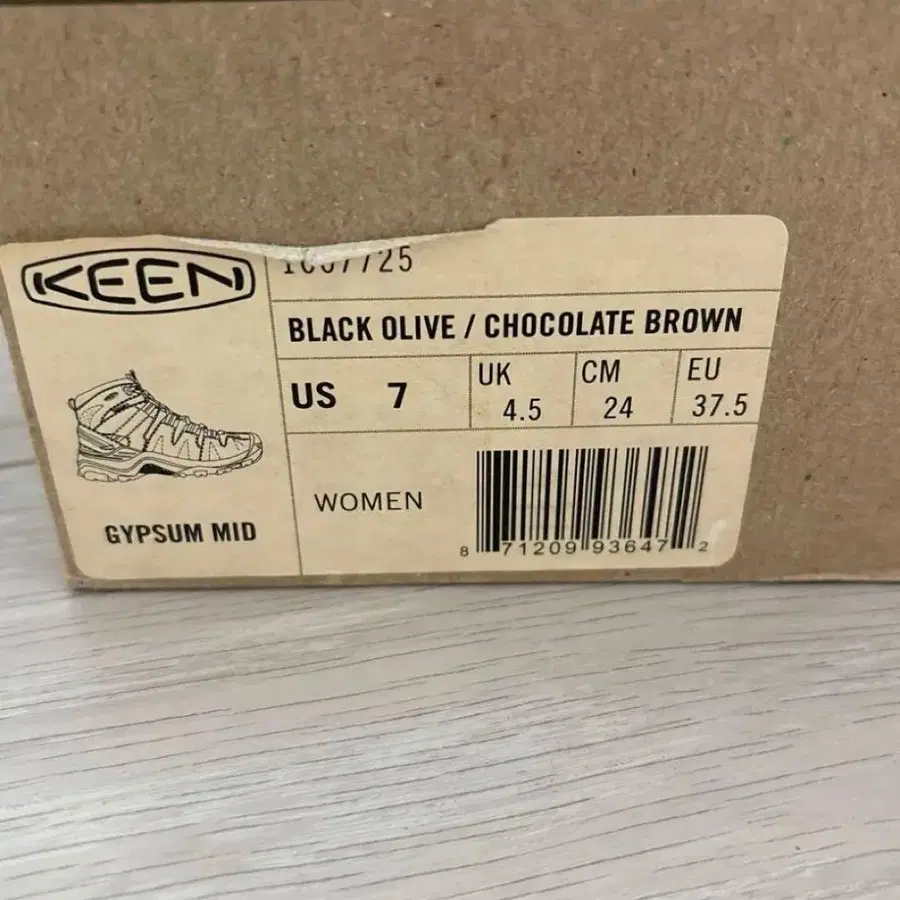 KEEN
GYPSUM MID
1007725
BLACK OLIVE / CHOCOLATE BROWN
US 7
UK 4.5
CM 24
EU 37.5
WOMEN
8 71209 93647 2